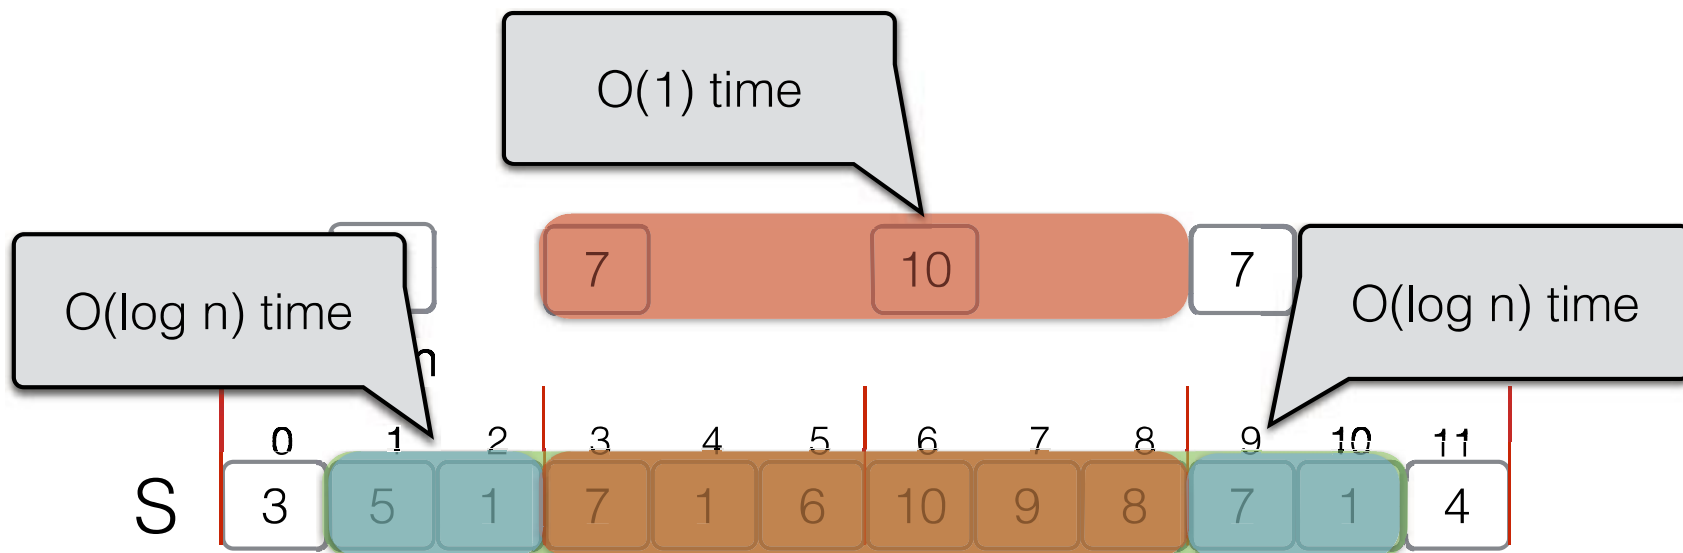 O(1) time
7 10 7
O(log n) time
O(log n) time
n
0 1 2 3 4 5 6 7 8 9 10 11
S 3 5 1 7 1 6 10 9 8 7 1 4